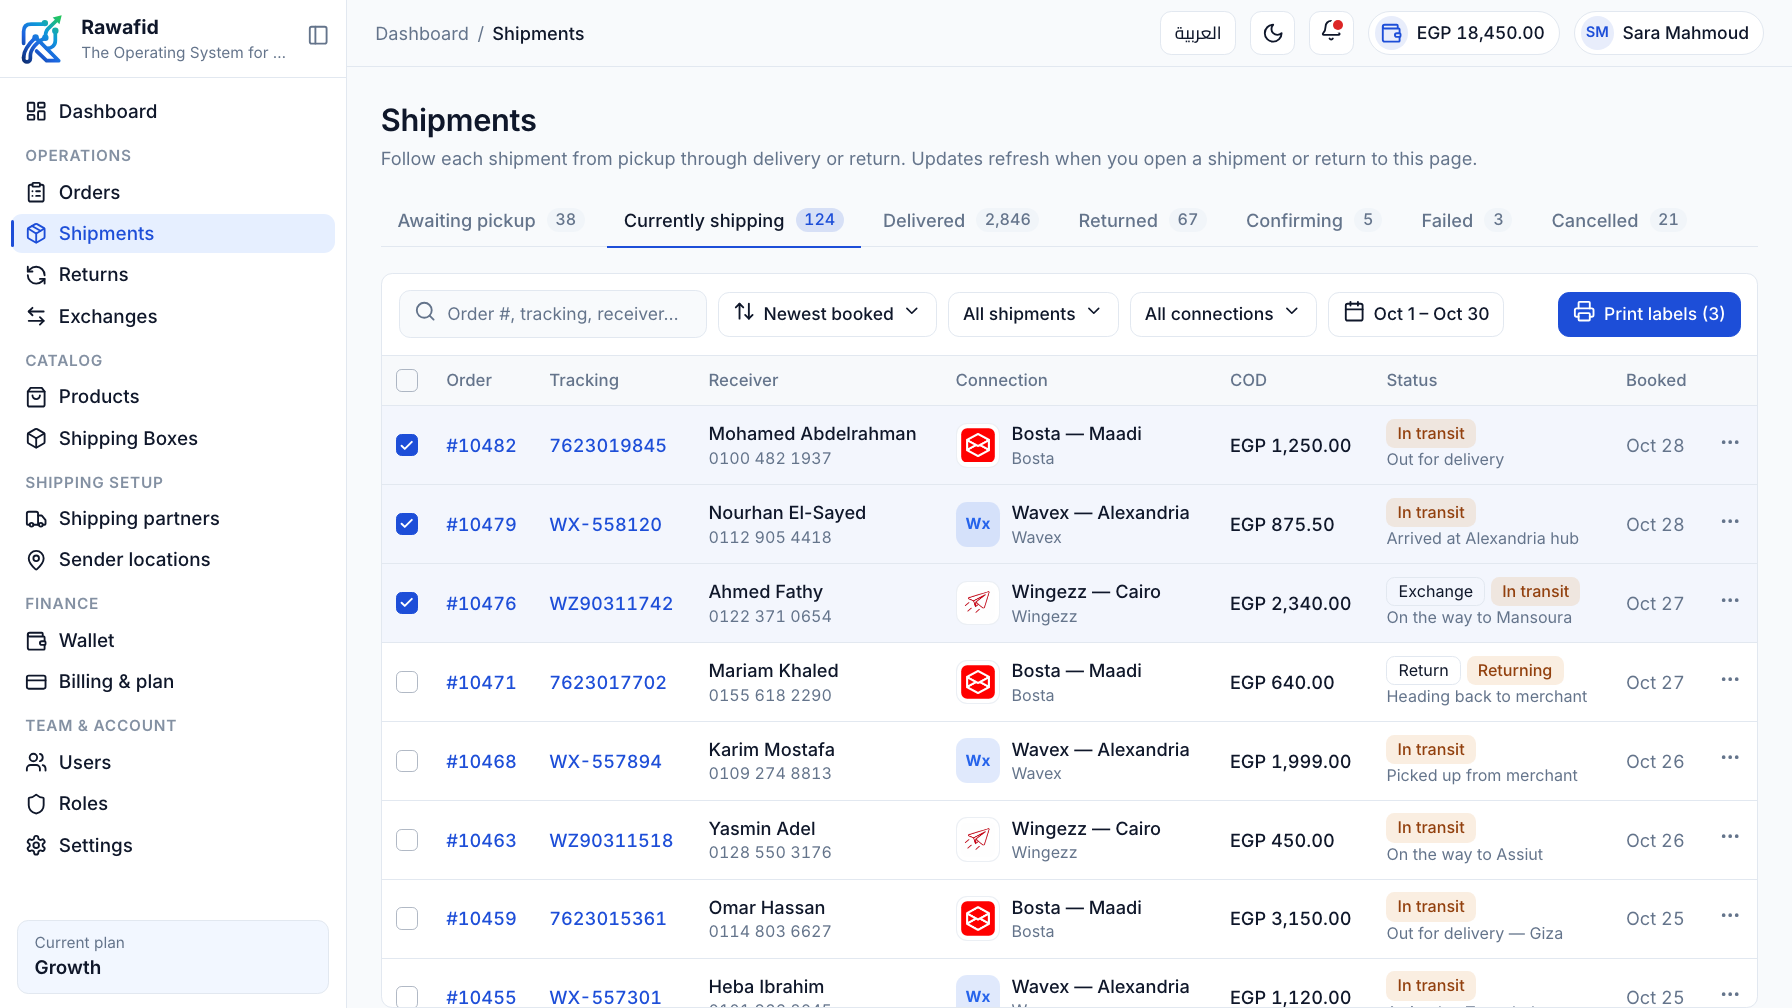 Rawafid
The Operating System for ...
Dashboard
OPERATIONS
Orders
Shipments
Returns
Exchanges
CATALOG
Products
Shipping Boxes
SHIPPING SETUP
Shipping partners
Sender locations
FINANCE
Wallet
Billing & plan
TEAM & ACCOUNT
Users
Roles
Settings
Current plan
Growth
Dashboard / Shipments
العربية
EGP 18,450.00
SM Sara Mahmoud
Shipments
Follow each shipment from pickup through delivery or return. Updates refresh when you open a shipment or return to this page.
Awaiting pickup 38 Currently shipping 124 Delivered 2,846 Returned 67 Confirming 5 Failed 3 Cancelled 21
Order #, tracking, receiver... Newest booked All shipments All connections Oct 1 – Oct 30 Print labels (3)
Order Tracking Receiver Connection COD Status Booked
#10482 7623019845 Mohamed Abdelrahman Bosta — Maadi EGP 1,250.00 In transit Oct 28
0100 482 1937 Bosta Out for delivery
#10479 WX-558120 Nourhan El-Sayed Wx Wavex — Alexandria EGP 875.50 In transit Oct 28
0112 905 4418 Wavex Arrived at Alexandria hub
#10476 WZ90311742 Ahmed Fathy Wingezz — Cairo EGP 2,340.00 Exchange In transit Oct 27
0122 371 0654 Wingezz On the way to Mansoura
#10471 7623017702 Mariam Khaled Bosta — Maadi EGP 640.00 Return Returning Oct 27
0155 618 2290 Bosta Heading back to merchant
#10468 WX-557894 Karim Mostafa Wx Wavex — Alexandria EGP 1,999.00 In transit Oct 26
0109 274 8813 Wavex Picked up from merchant
#10463 WZ90311518 Yasmin Adel Wingezz — Cairo EGP 450.00 In transit Oct 26
0128 550 3176 Wingezz On the way to Assiut
#10459 7623015361 Omar Hassan Bosta — Maadi EGP 3,150.00 In transit Oct 25
0114 803 6627 Bosta Out for delivery — Giza
#10455 WX-557301 Heba Ibrahim Wx Wavex — Alexandria EGP 1,120.00 In transit Oct 25